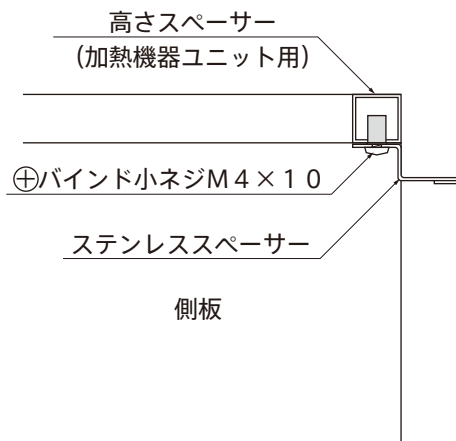 高さスペーサー
(加熱機器ユニット用)
⊕バインド小ネジM4×10
ステンレススペーサー
側板